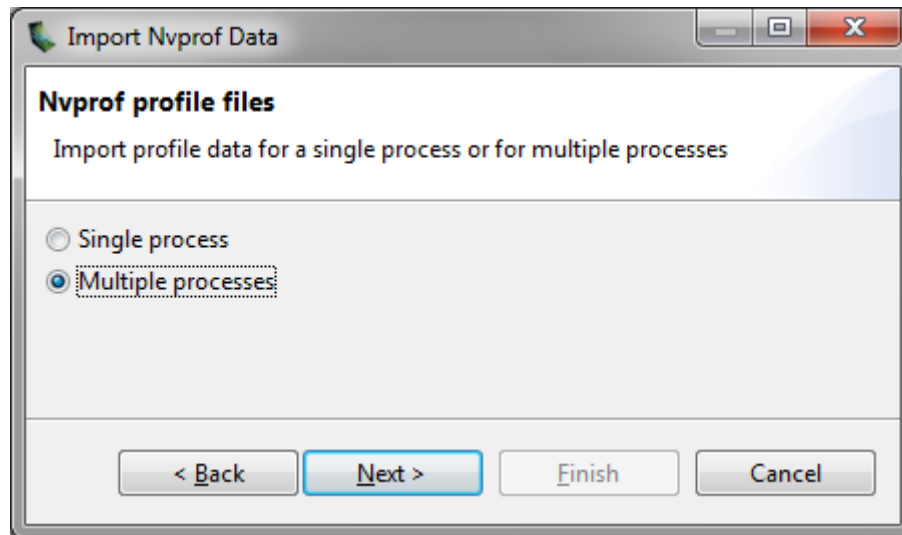 Import Nvprof Data
Nvprof profile files
Import profile data for a single process or for multiple processes
Single process
Multiple processes
< Back Next > Finish Cancel